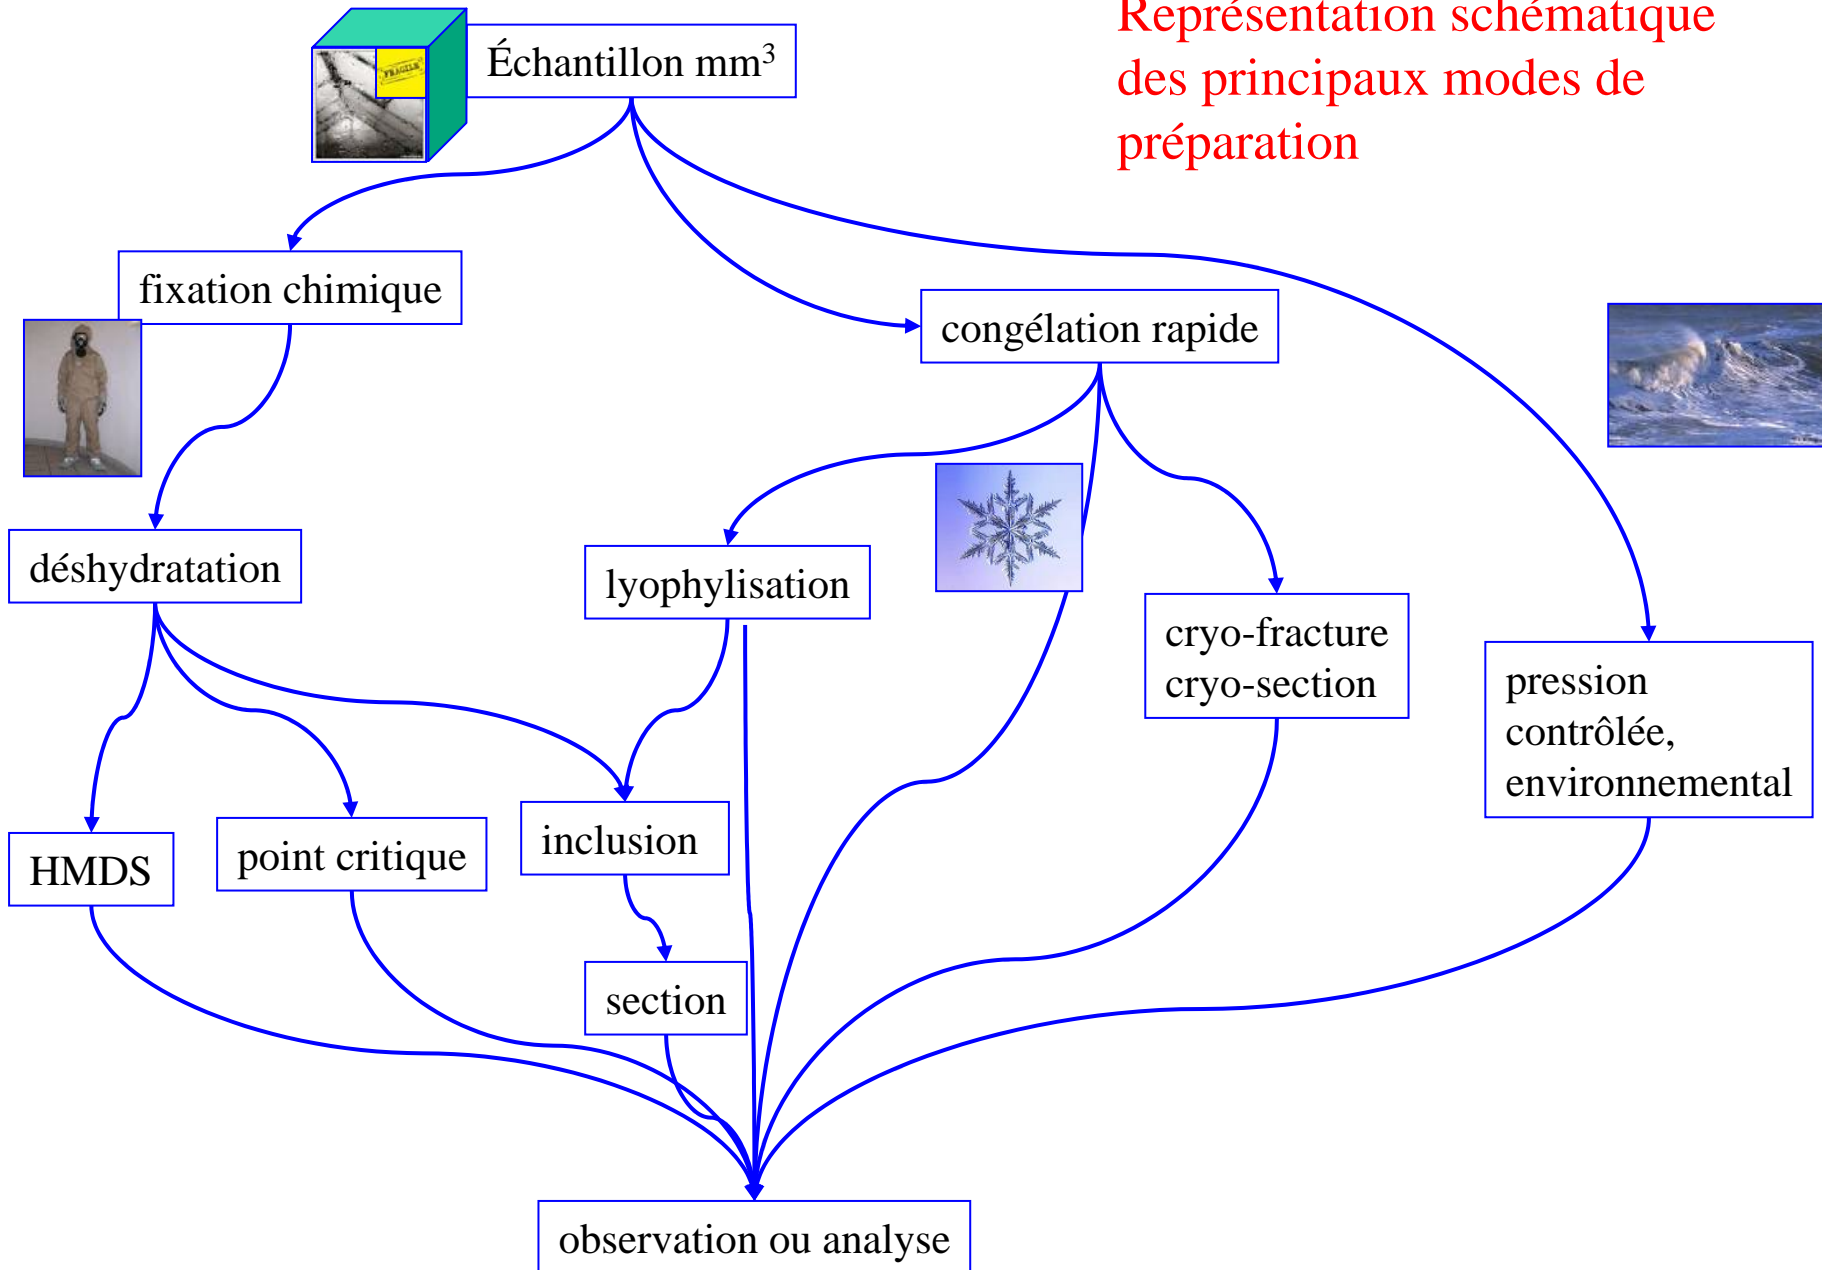 Représentation schématique
des principaux modes de
préparation
Échantillon mm³
FRAGILE
fixation chimique
congélation rapide
déshydratation
lyophylisation
cryo-fracture
cryo-section
pression
contrôlée,
environnemental
HMDS
point critique
inclusion
section
observation ou analyse